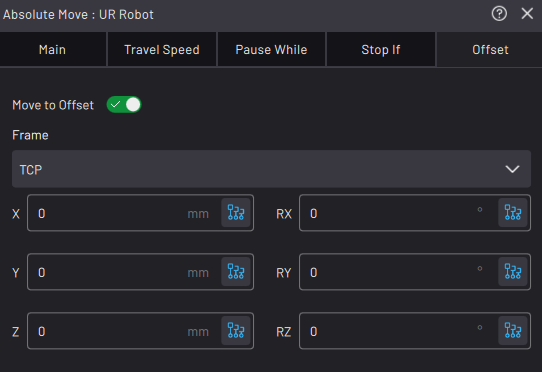 Absolute Move : UR Robot
Main Travel Speed Pause While Stop If Offset
Move to Offset
Frame
TCP
X 0 mm RX 0 °
Y 0 mm RY 0 °
Z 0 mm RZ 0 °